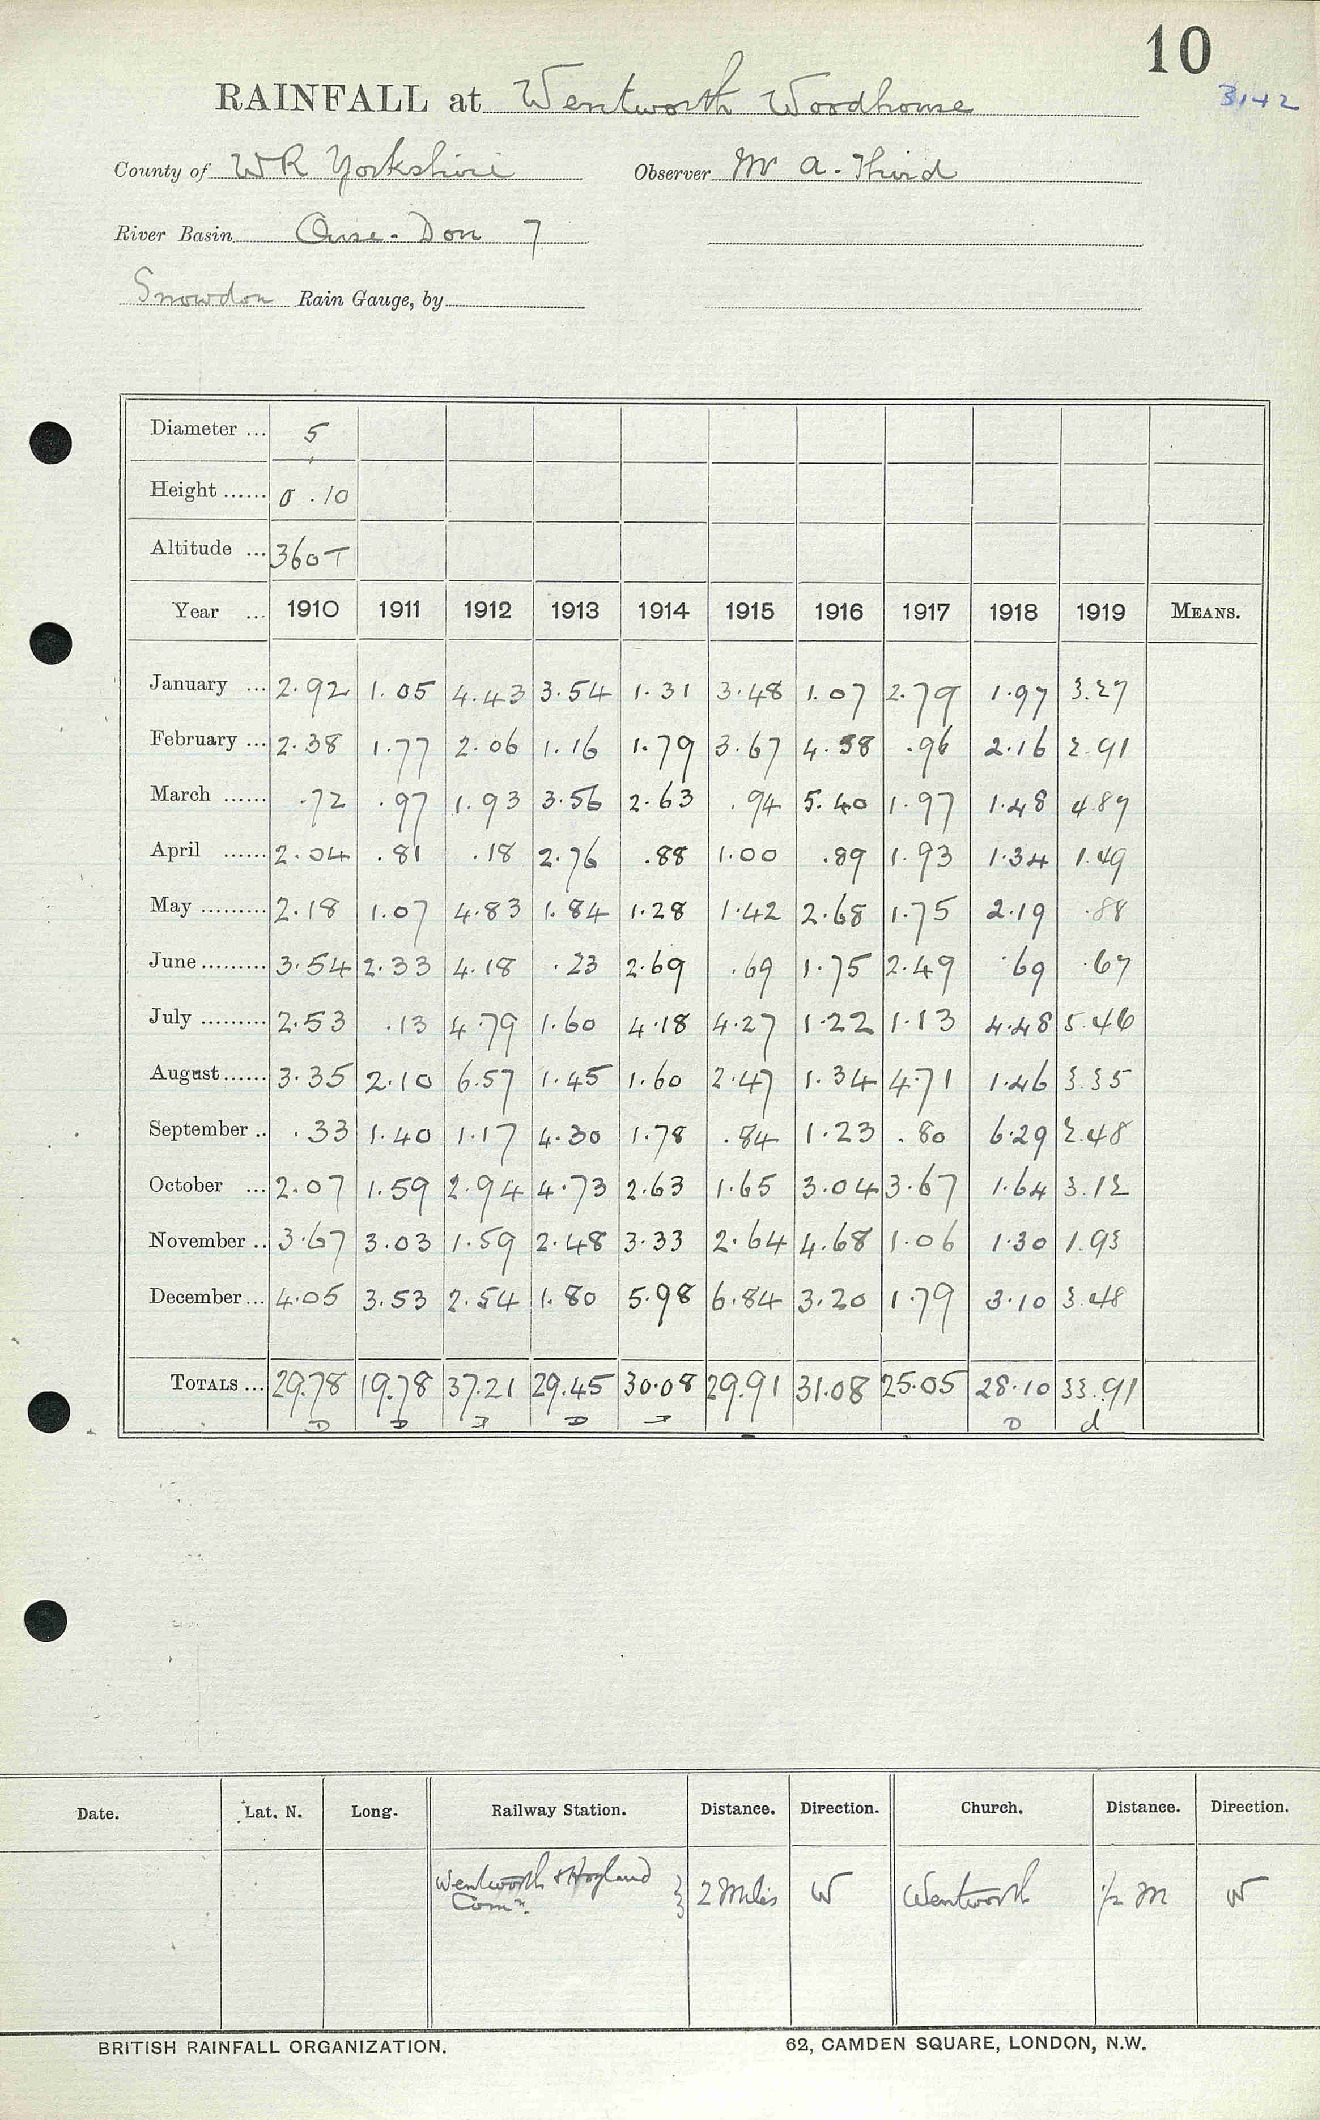 10
3142
RAINFALL at Wentworth Woodhouse
County of WR Yorkshire Observer Mr A. Third
River Basin Ouse-Don 7
Snowdon Rain Gauge, by
Diameter ... 5
Height ...... 0.10
Altitude ... 360T
Year ... 1910 1911 1912 1913 1914 1915 1916 1917 1918 1919 MEANS.
January ... 2.92 1.05 4.43 3.54 1.31 3.48 1.07 2.79 1.97 3.27
February ... 2.38 1.77 2.06 1.16 1.79 3.67 4.58 .96 2.16 2.91
March ...... .72 .97 1.93 3.56 2.63 .94 5.40 1.97 1.48 4.87
April ...... 2.04 .81 .18 2.76 .88 1.00 .89 1.93 1.34 1.49
May ......... 2.18 1.07 4.83 1.84 1.28 1.42 2.68 1.75 2.19 .88
June ......... 3.54 2.33 4.18 .23 2.69 .69 1.75 2.49 .69 .67
July ......... 2.53 .13 4.79 1.60 4.18 4.27 1.22 1.13 4.48 5.46
August ...... 3.35 2.10 6.57 1.45 1.60 2.47 1.34 4.71 1.46 3.35
September .. .33 1.40 1.17 4.30 1.78 .84 1.23 .80 6.29 2.48
October ... 2.07 1.59 2.94 4.73 2.63 1.65 3.04 3.67 1.64 3.12
November .. 3.67 3.03 1.59 2.48 3.33 2.64 4.68 1.06 1.30 1.93
December ... 4.05 3.53 2.54 1.80 5.98 6.84 3.20 1.79 3.10 3.48
TOTALS ... 29.78 19.78 37.21 29.45 30.08 29.91 31.08 25.05 28.10 33.91
D D D D D D d
Date. Lat. N. Long. Railway Station. Distance. Direction. Church. Distance. Direction.
Wentworth & Hoyland 2 Miles W Wentworth 1/2 M W
Comn.
BRITISH RAINFALL ORGANIZATION. 62, CAMDEN SQUARE, LONDON, N.W.